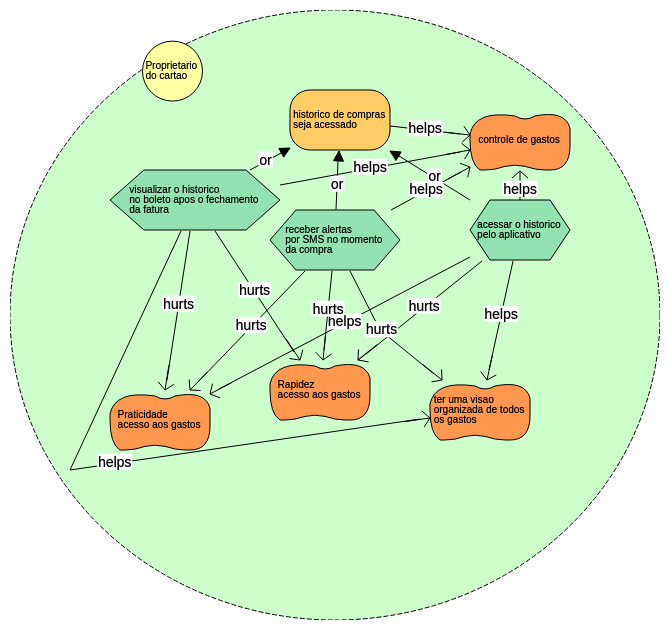 Proprietario
do cartao
historico de compras
seja acessado
helps
controle de gastos
or
helps
or
or
helps
helps
visualizar o historico
no boleto apos o fechamento
da fatura
receber alertas
por SMS no momento
da compra
acessar o historico
pelo aplicativo
hurts
hurts
hurts
hurts
helps
hurts
hurts
helps
Rapidez
acesso aos gastos
Praticidade
acesso aos gastos
ter uma visao
organizada de todos
os gastos
helps